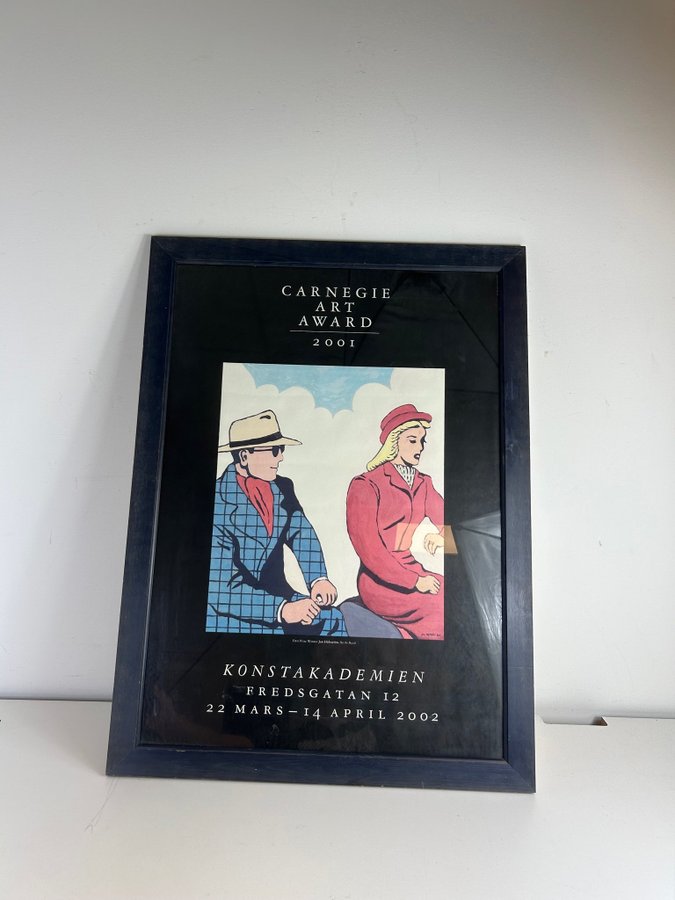 CARNEGIE
ART
AWARD
2001
KONSTAKADEMIEN
FREDSGATAN 12
22 MARS–14 APRIL 2002